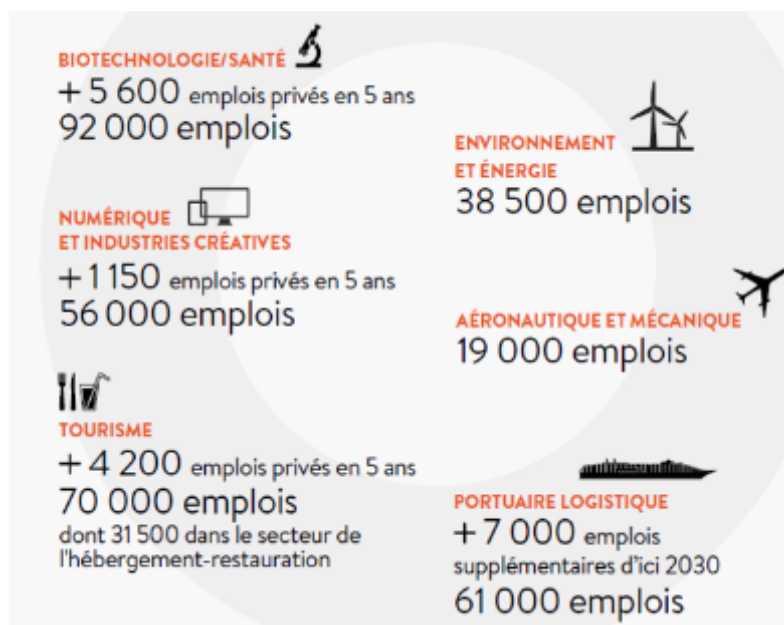 BIOTECHNOLOGIE/SANTÉ
+ 5 600 emplois privés en 5 ans
92 000 emplois
NUMÉRIQUE
ET INDUSTRIES CRÉATIVES
+ 1 150 emplois privés en 5 ans
56 000 emplois
TOURISME
+ 4 200 emplois privés en 5 ans
70 000 emplois
dont 31 500 dans le secteur de
l'hébergement-restauration
ENVIRONNEMENT
ET ÉNERGIE
38 500 emplois
AÉRONAUTIQUE ET MÉCANIQUE
19 000 emplois
PORTUAIRE LOGISTIQUE
+ 7 000 emplois
supplémentaires d'ici 2030
61 000 emplois